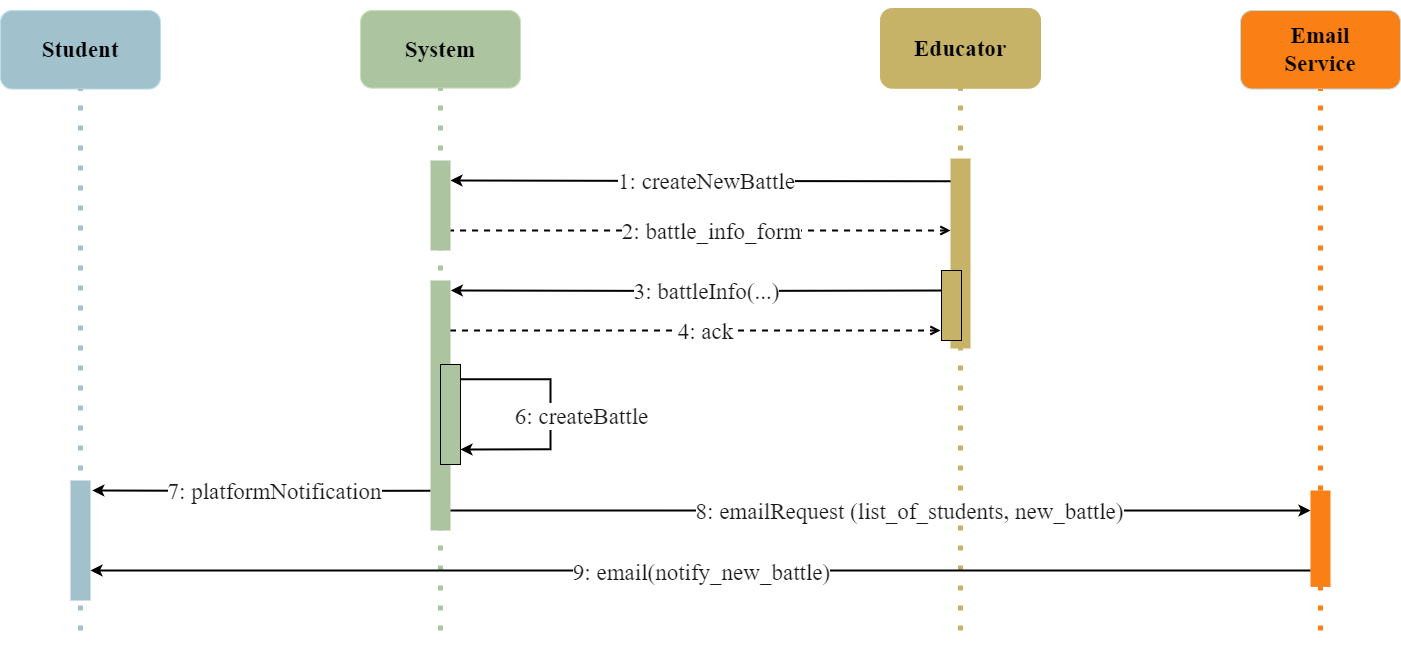 Student
System
Educator
Email
Service
1: createNewBattle
2: battle_info_form
3: battleInfo(...)
4: ack
6: createBattle
7: platformNotification
8: emailRequest (list_of_students, new_battle)
9: email(notify_new_battle)